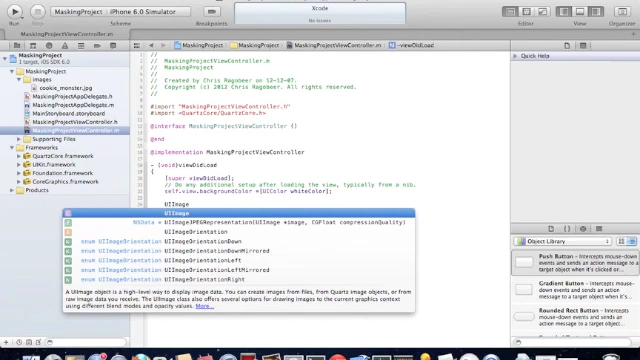 MaskingProject
iPhone 6.0 Simulator
Xcode
Run
Stop
Scheme
Breakpoints
No Issues
Editor
View
Organizer
MaskingProjectViewController.m
MaskingProject
MaskingProject
MaskingProjectViewController.m
-viewDidLoad
MaskingProject
1 target, iOS SDK 6.0
MaskingProject
images
cookie_monster.jpg
MaskingProjectAppDelegate.h
MaskingProjectAppDelegate.m
MainStoryboard.storyboard
MaskingProjectViewController.h
MaskingProjectViewController.m
Supporting Files
Frameworks
QuartzCore.framework
UIKit.framework
Foundation.framework
CoreGraphics.framework
Products
//
// MaskingProjectViewController.m
// MaskingProject
//
// Created by Chris Ragobeer on 12-12-07.
// Copyright (c) 2012 Chris Ragobeer. All rights reserved.
//
#import "MaskingProjectViewController.h"
#import <QuartzCore/QuartzCore.h>
@interface MaskingProjectViewController ()
@end
@implementation MaskingProjectViewController
- (void)viewDidLoad
[super viewDidLoad];
// Do any additional setup after loading the view, typically from a nib.
self.view.backgroundColor = [UIColor whiteColor];
UIImage
UIImage
NSData * UIImageJPEGRepresentation(UIImage *image, CGFloat compressionQuality)
UIImageOrientation
enum UIImageOrientation UIImageOrientationDown
enum UIImageOrientation UIImageOrientationDownMirrored
enum UIImageOrientation UIImageOrientationLeft
enum UIImageOrientation UIImageOrientationLeftMirrored
enum UIImageOrientation UIImageOrientationRight
A UIImage object is a high-level way to display image data. You can create images from files, from Quartz image objects, or from
raw image data you receive. The UIImage class also offers several options for drawing images to the current graphics context
using different blend modes and opacity values. More...
Quick Help
Object Library
Push Button - Intercepts mouse-down
events and sends an action message to a
target object when it's clicked or...
Gradient Button - Intercepts mouse-down
events and sends an action message to a
target object when it's clicked or...
Rounded Rect Button - Intercepts
mouse-down events and sends an
action message to a target object when